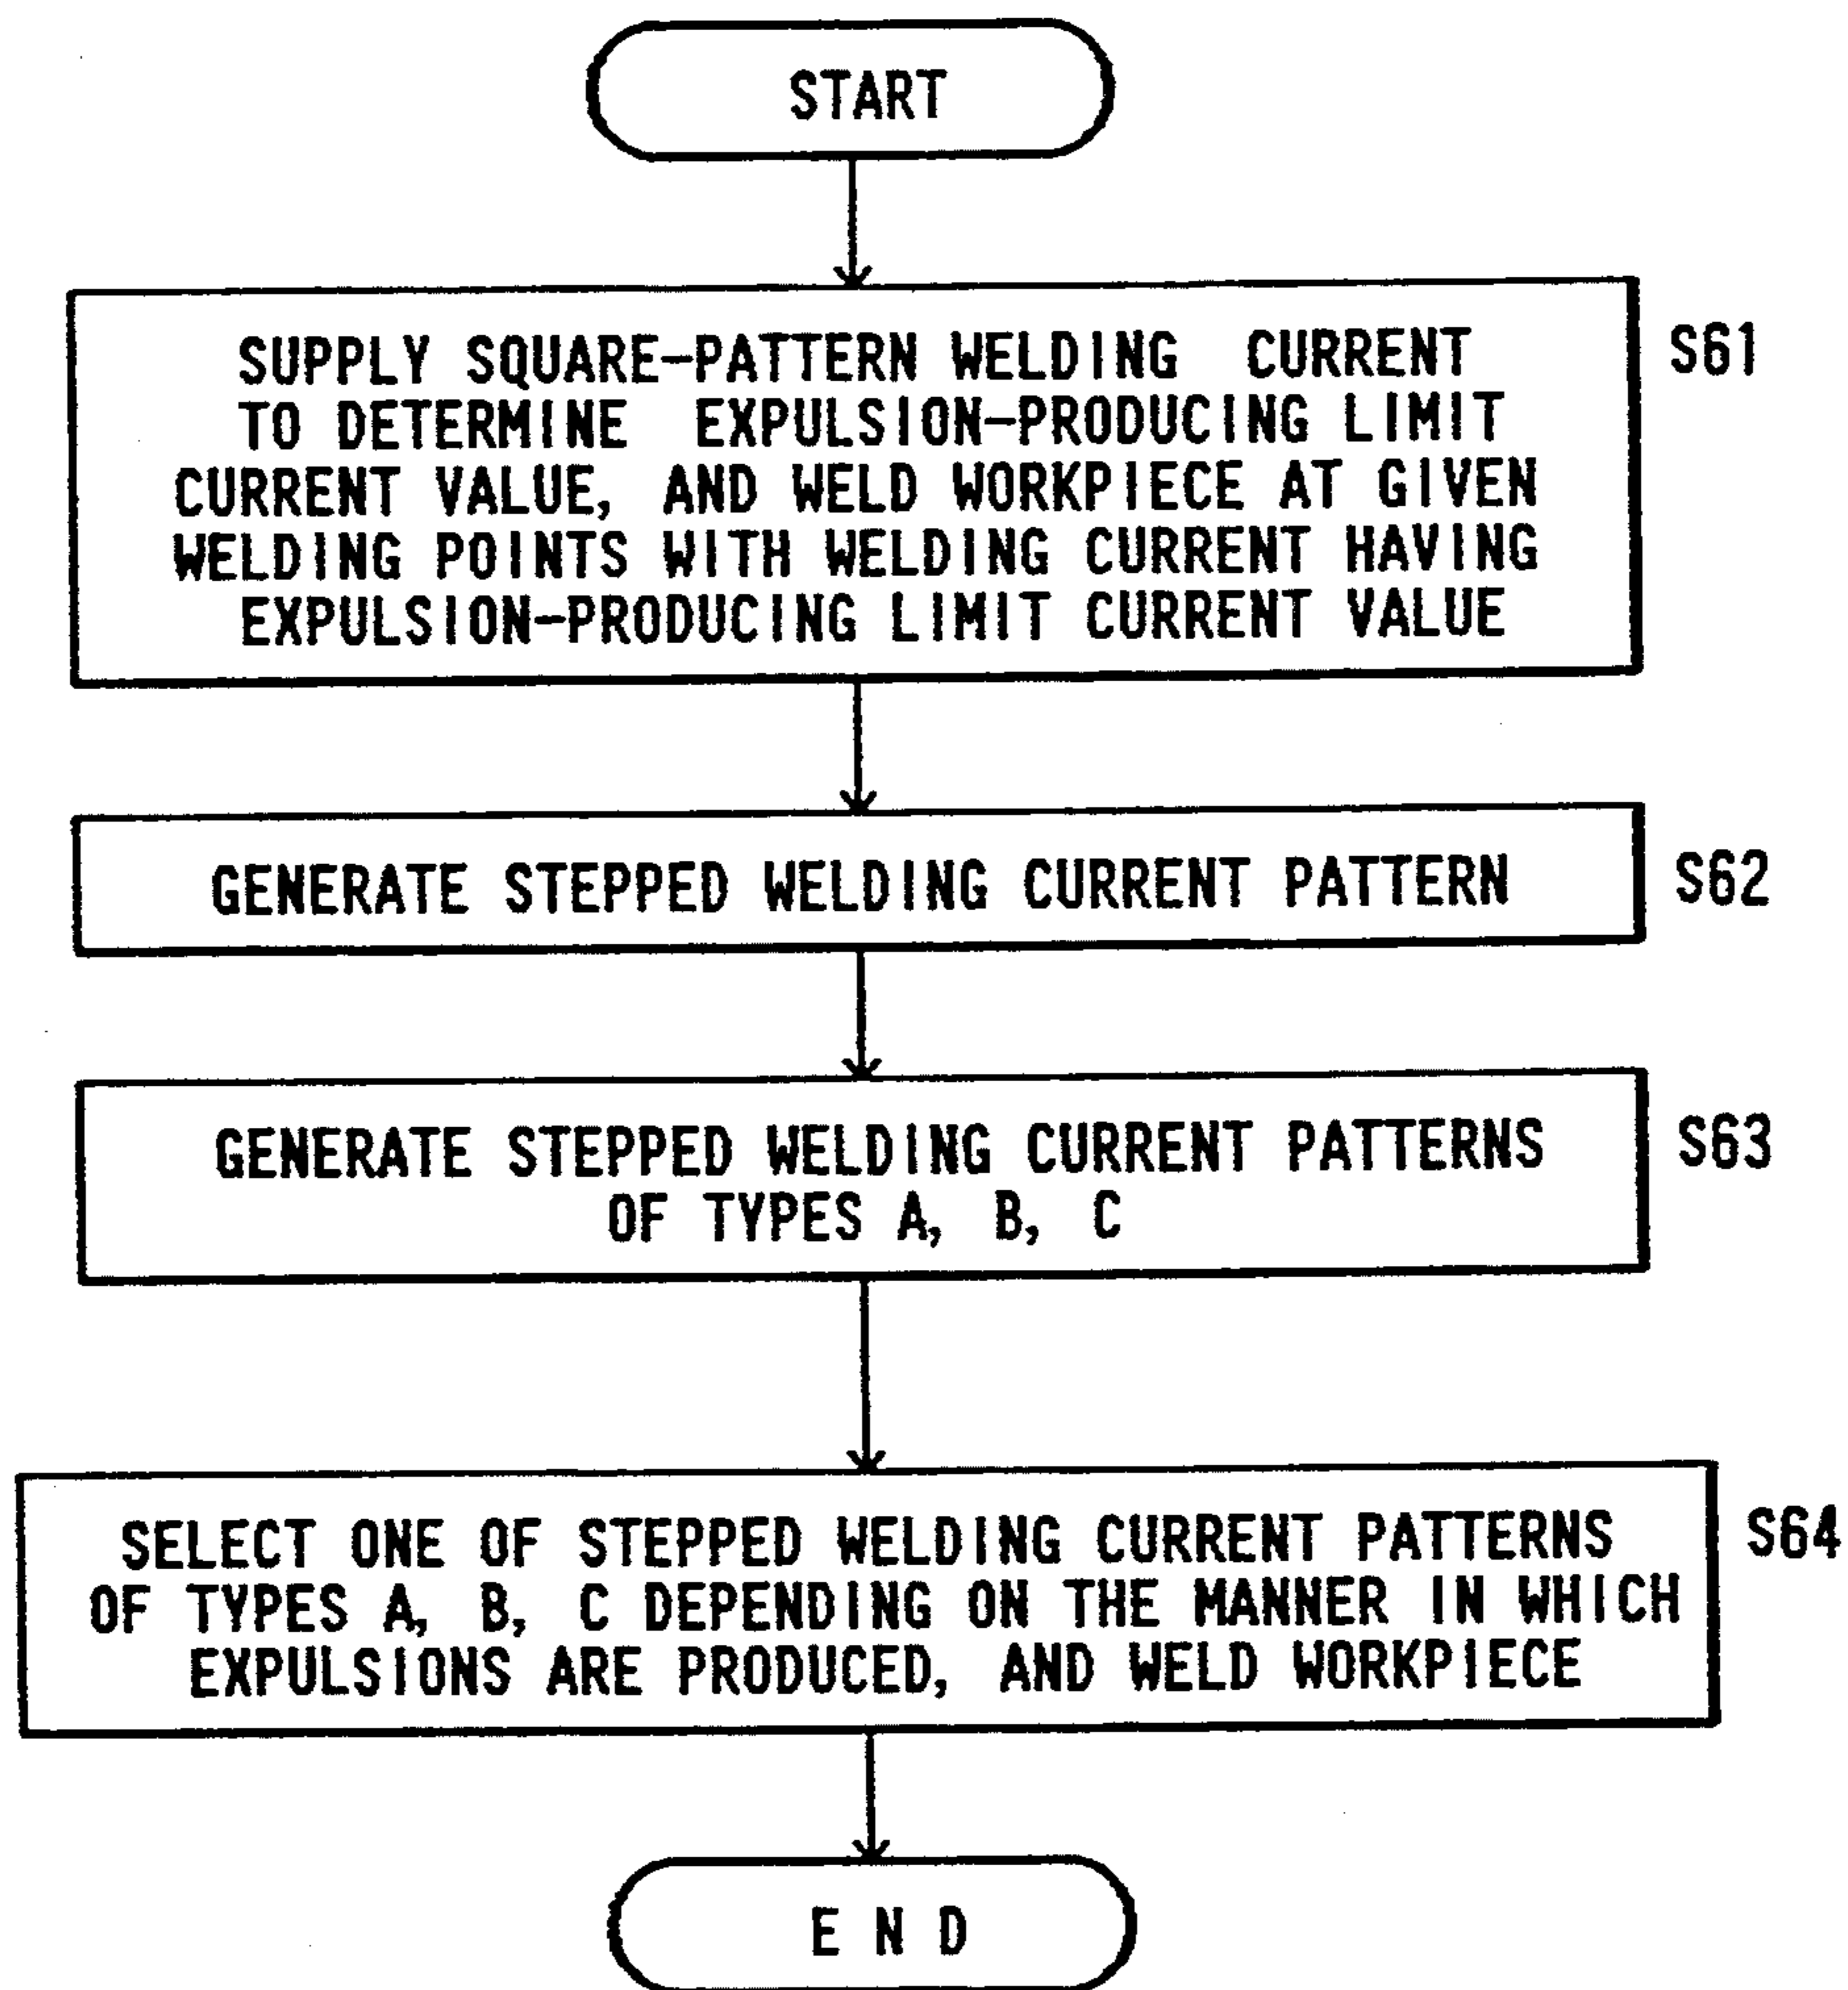 START
SUPPLY SQUARE-PATTERN WELDING CURRENT
TO DETERMINE EXPULSION-PRODUCING LIMIT
CURRENT VALUE, AND WELD WORKPIECE AT GIVEN
WELDING POINTS WITH WELDING CURRENT HAVING
EXPULSION-PRODUCING LIMIT CURRENT VALUE
S61
GENERATE STEPPED WELDING CURRENT PATTERN
S62
GENERATE STEPPED WELDING CURRENT PATTERNS
OF TYPES A, B, C
S63
SELECT ONE OF STEPPED WELDING CURRENT PATTERNS
OF TYPES A, B, C DEPENDING ON THE MANNER IN WHICH
EXPULSIONS ARE PRODUCED, AND WELD WORKPIECE
S64
END